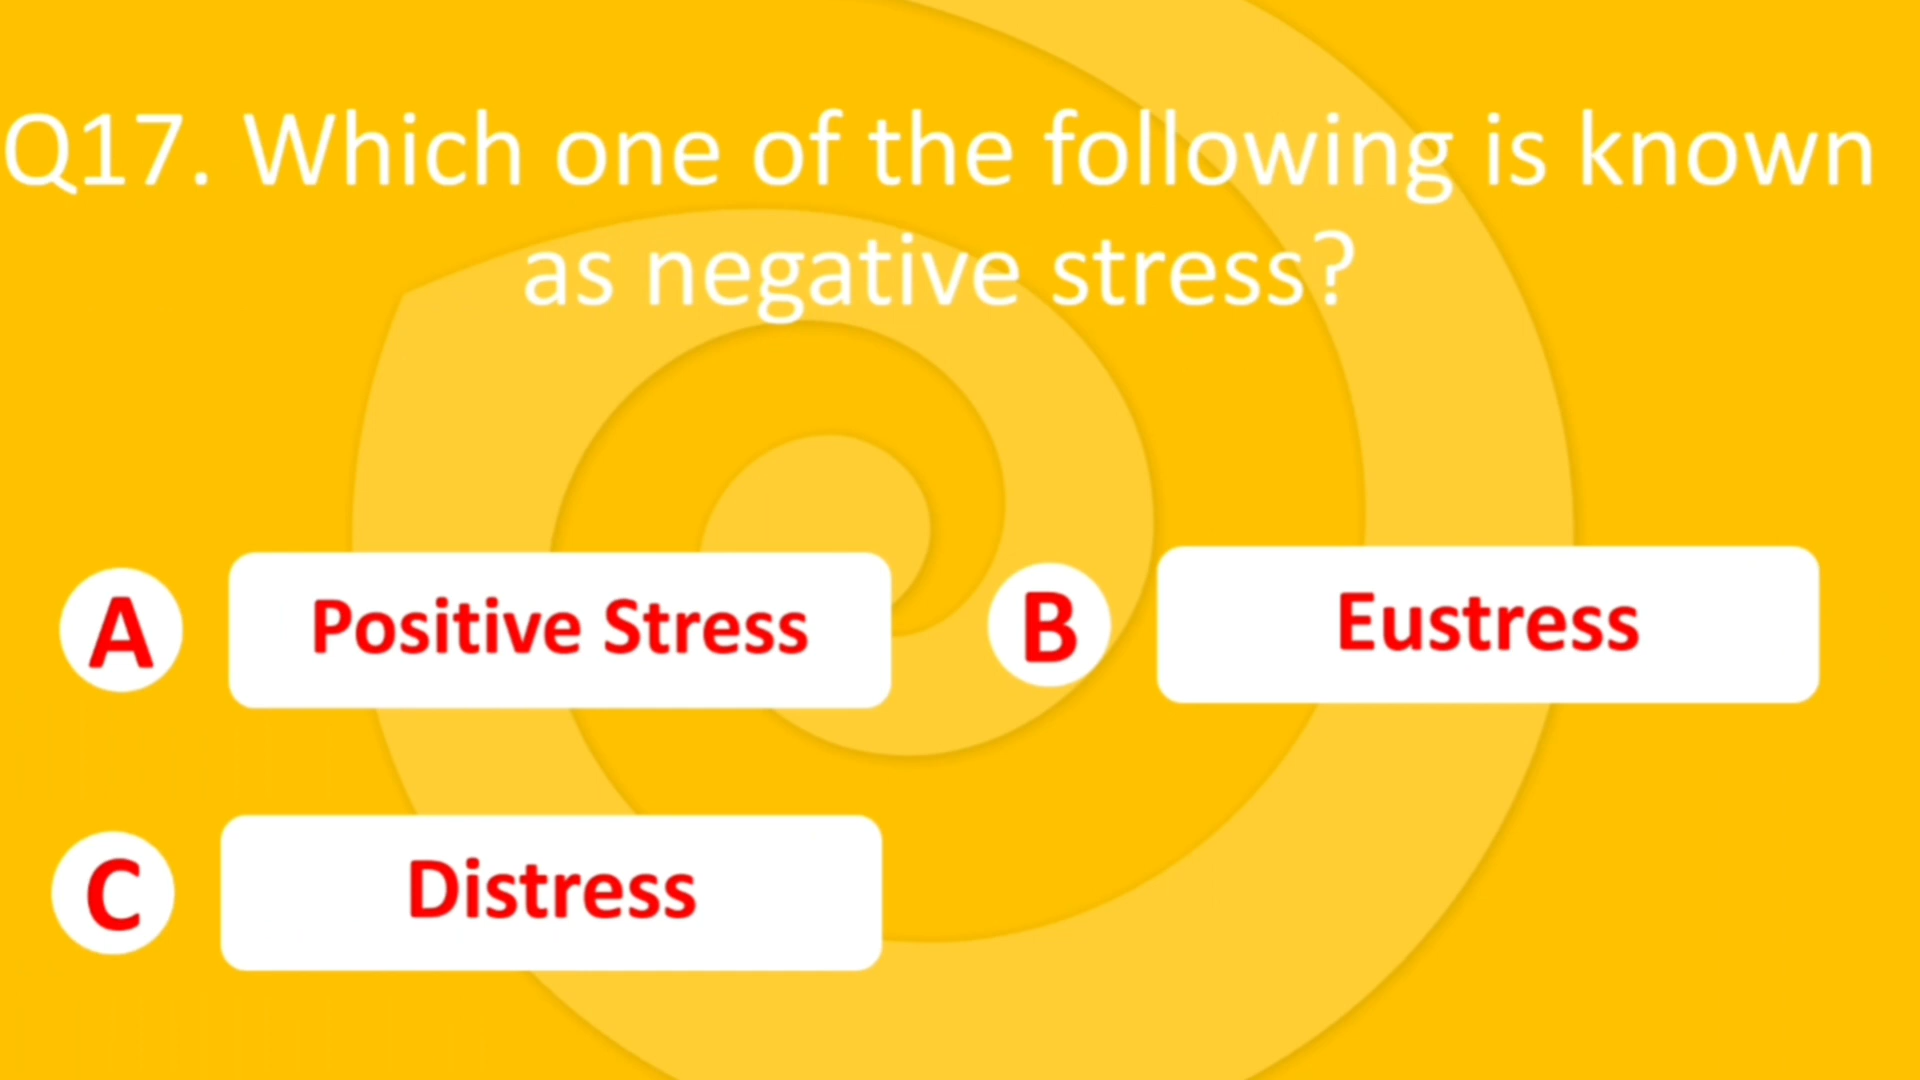 Q17. Which one of the following is known
as negative stress?
A Positive Stress
B Eustress
C Distress